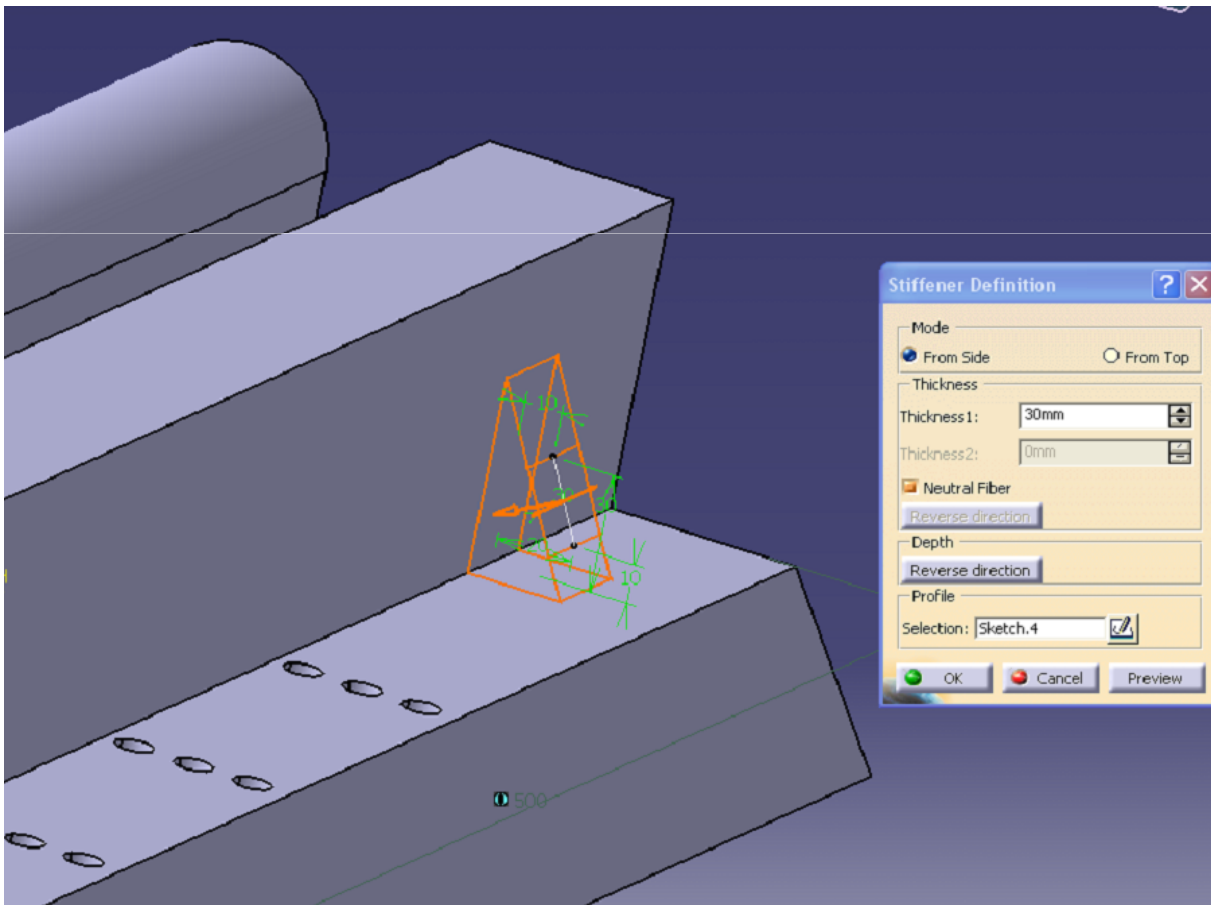 Stiffener Definition
Mode
From Side
From Top
Thickness
Thickness1:
30mm
Thickness2:
0mm
Neutral Fiber
Reverse direction
Depth
Reverse direction
Profile
Selection:
Sketch.4
OK
Cancel
Preview
10
10
500